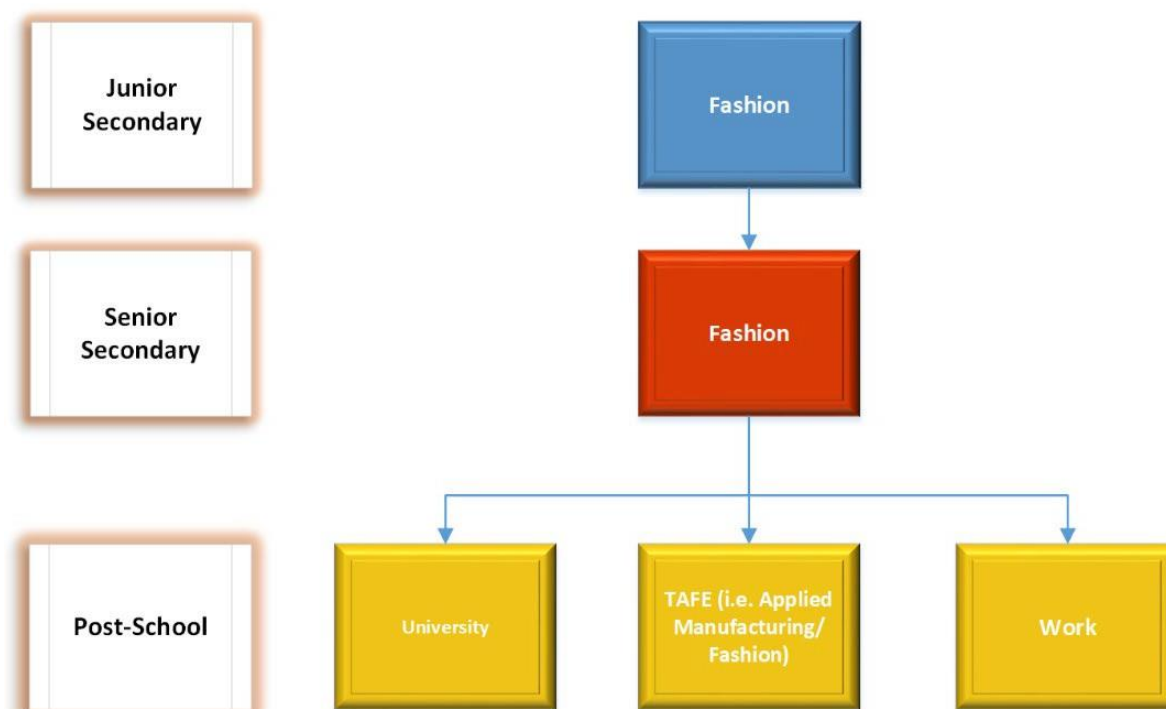 Junior
Secondary
Fashion
Senior
Secondary
Fashion
Post-School
University
TAFE (i.e. Applied
Manufacturing/
Fashion)
Work